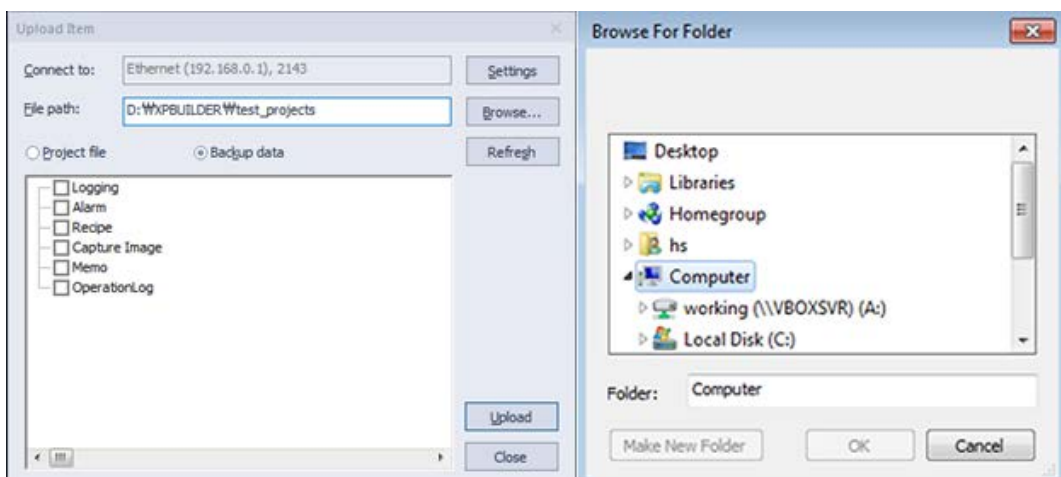 Upload Item
Connect to: Ethernet (192.168.0.1), 2143 Settings
File path: D:₩XPBUILDER₩test_projects Browse...
Project file Backup data Refresh
Logging
Alarm
Recipe
Capture Image
Memo
OperationLog
Upload
Close
Browse For Folder
Desktop
Libraries
Homegroup
hs
Computer
working (\\VBOXSVR) (A:)
Local Disk (C:)
Folder: Computer
Make New Folder OK Cancel